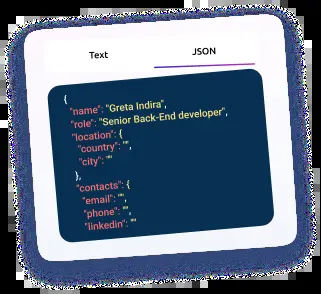 Text
JSON
{
"name": "Greta Indira",
"role": "Senior Back-End developer",
"location": {
"country": "",
"city": ""
},
"contacts": {
"email": "",
"phone": "",
"linkedin": ""